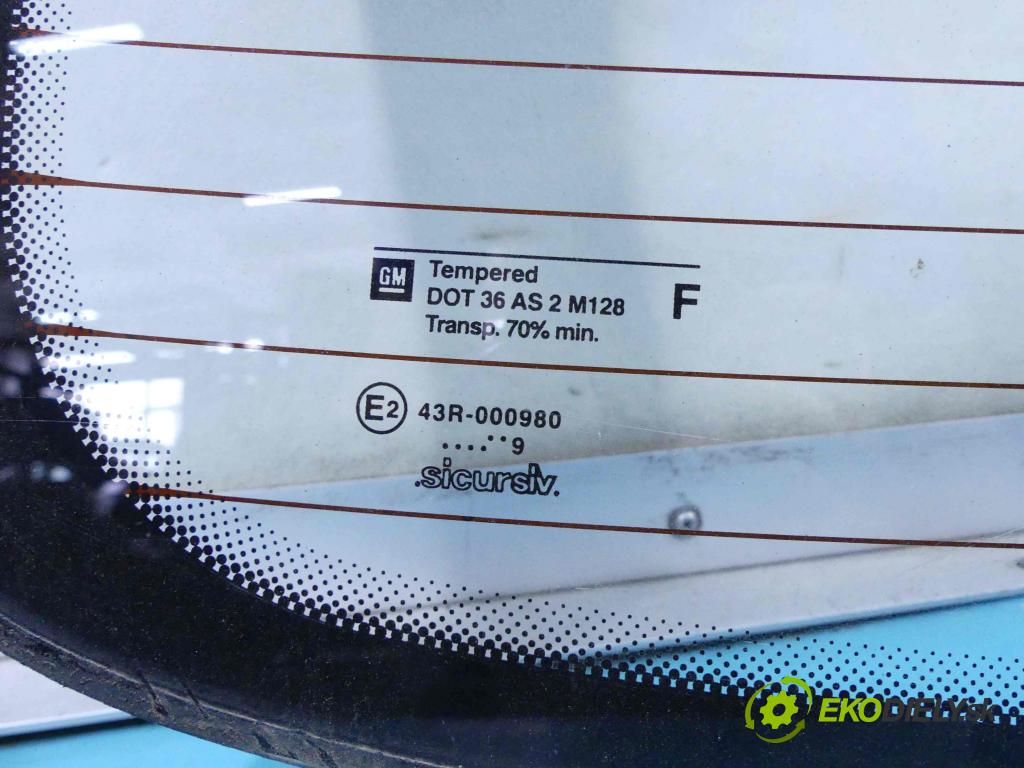 GM
Tempered
DOT 36 AS 2 M128
Transp. 70% min.
F
E2 43R-000980
.... ·· 9
.sicursiv.
EKODIELY.sk